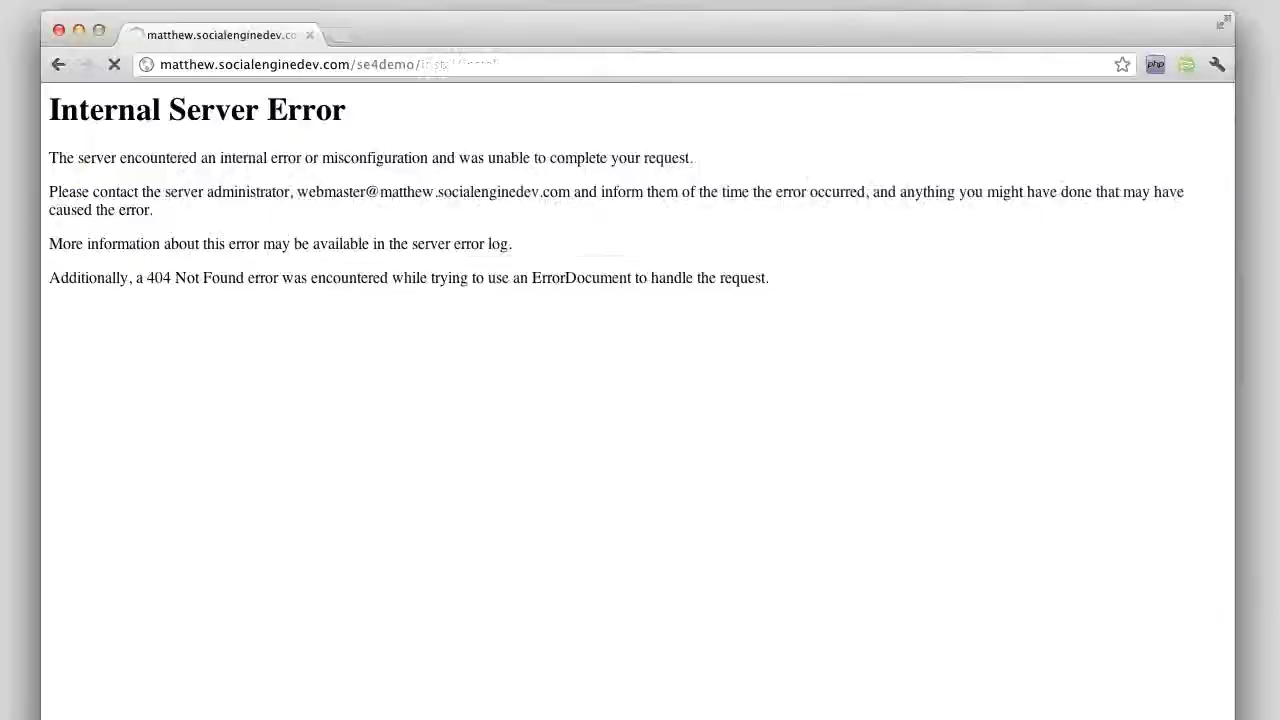 matthew.socialenginedev.co
matthew.socialenginedev.com/se4demo/
php
Internal Server Error
The server encountered an internal error or misconfiguration and was unable to complete your request.
Please contact the server administrator, webmaster@matthew.socialenginedev.com and inform them of the time the error occurred, and anything you might have done that may have
caused the error.
More information about this error may be available in the server error log.
Additionally, a 404 Not Found error was encountered while trying to use an ErrorDocument to handle the request.